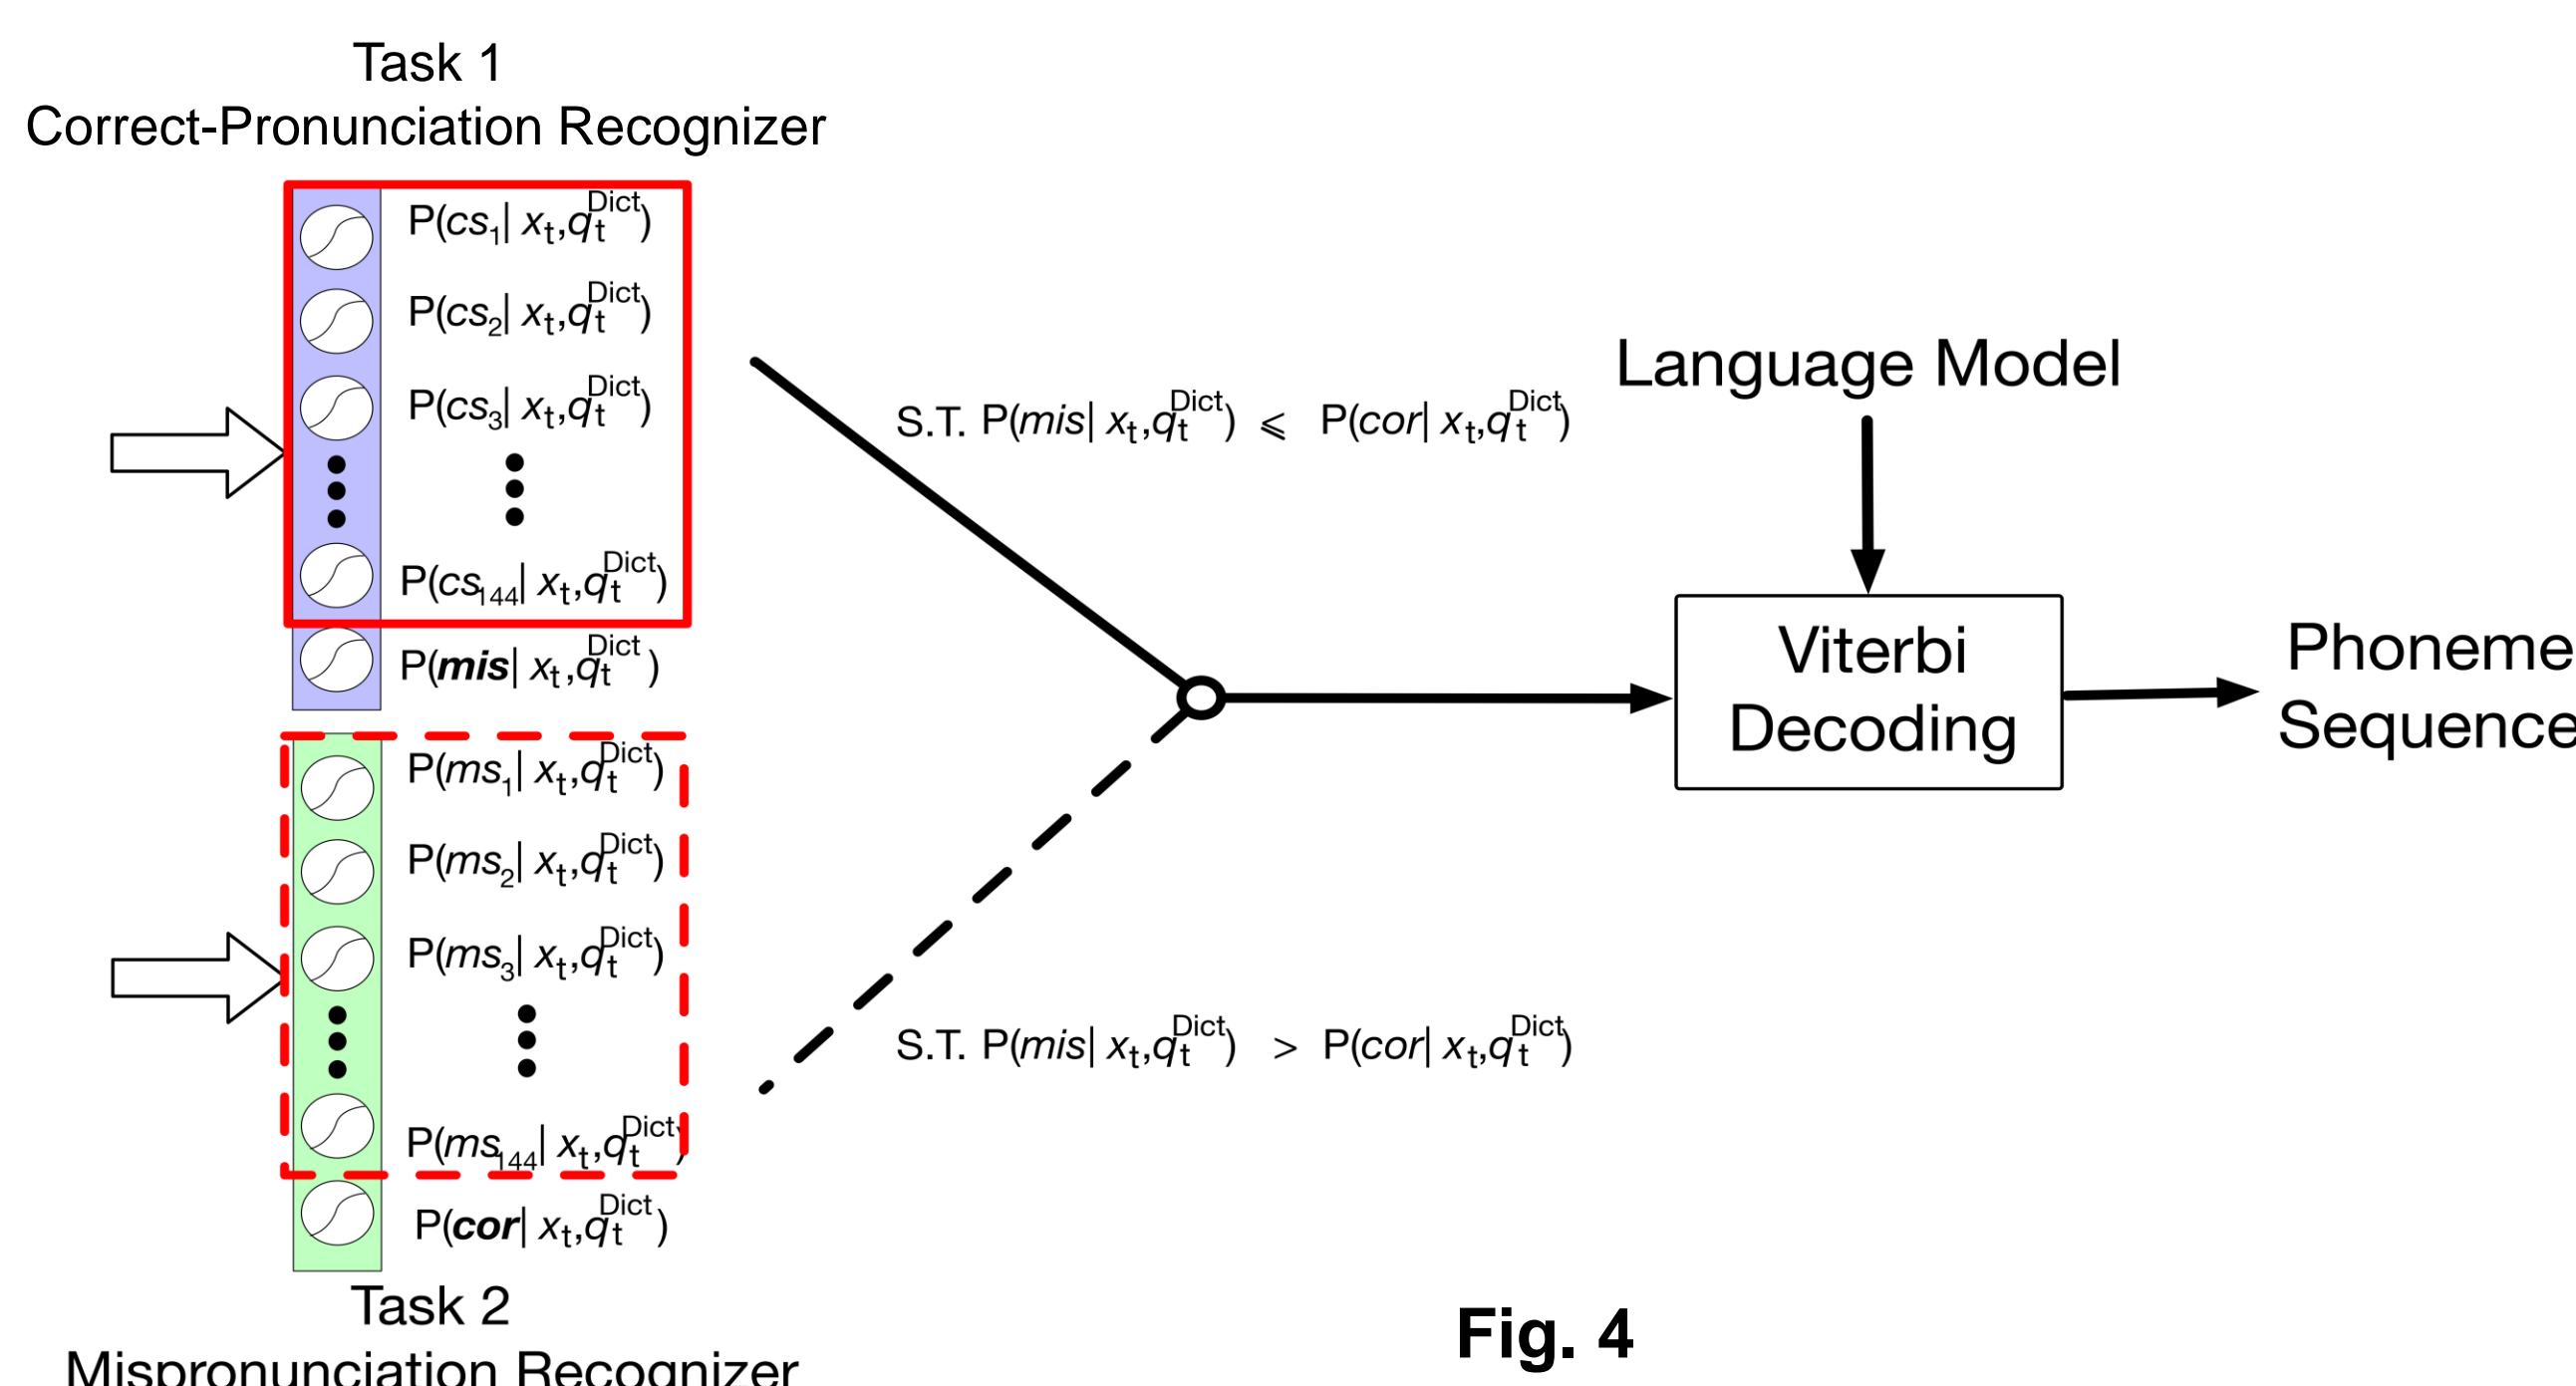 Task 1
Correct-Pronunciation Recognizer
P(cs1| xt,qtDict)
P(cs2| xt,qtDict)
P(cs3| xt,qtDict)
P(cs144| xt,qtDict)
P(mis| xt,qtDict)
P(ms1| xt,qtDict)
P(ms2| xt,qtDict)
P(ms3| xt,qtDict)
P(ms144| xt,qtDict)
P(cor| xt,qtDict)
Task 2
Mispronunciation Recognizer
S.T. P(mis| xt,qtDict) ⩽ P(cor| xt,qtDict)
S.T. P(mis| xt,qtDict) > P(cor| xt,qtDict)
Language Model
Viterbi
Decoding
Phoneme
Sequence
Fig. 4